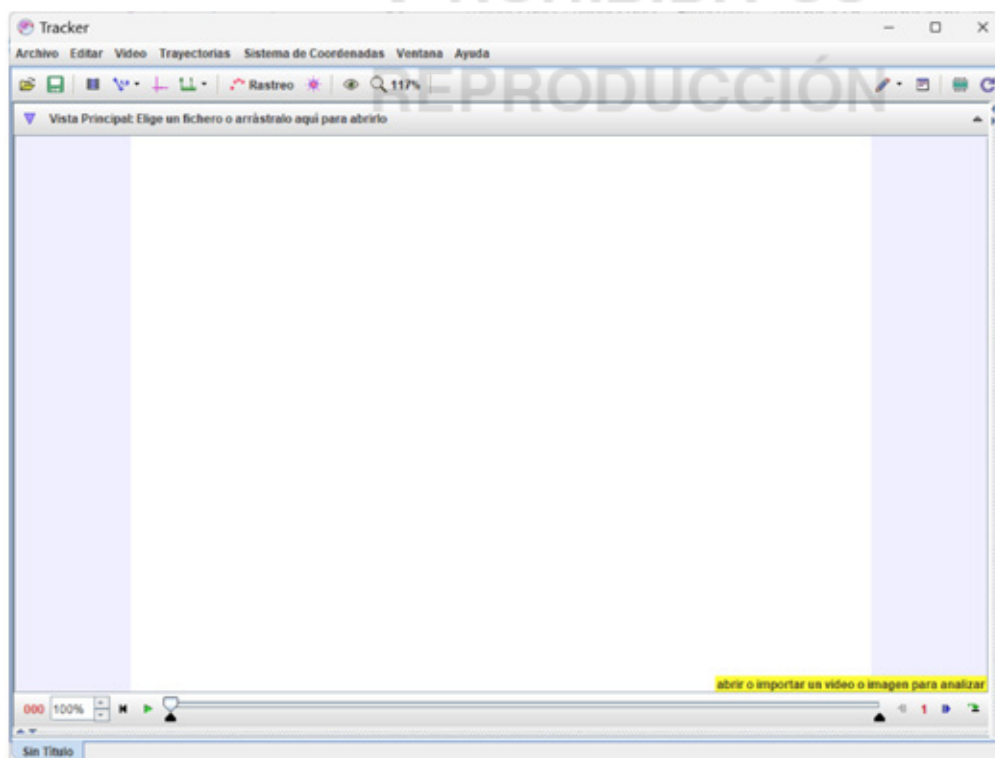 Tracker
Archivo Editar Video Trayectorias Sistema de Coordenadas Ventana Ayuda
REPRODUCCIÓN
Rastreo 117%
Vista Principal: Elige un fichero o arrástralo aquí para abrirlo
abrir o importar un video o imagen para analizar
000 100% 1
Sin Título